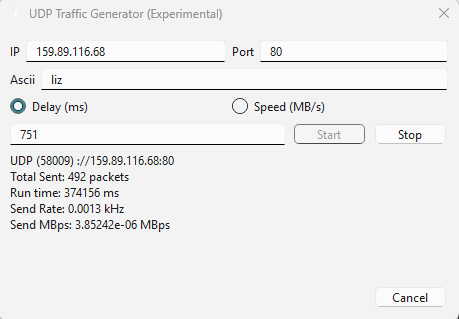 UDP Traffic Generator (Experimental)
IP 159.89.116.68 Port 80
Ascii liz
Delay (ms) Speed (MB/s)
751 Start Stop
UDP (58009) ://159.89.116.68:80
Total Sent: 492 packets
Run time: 374156 ms
Send Rate: 0.0013 kHz
Send MBps: 3.85242e-06 MBps
Cancel